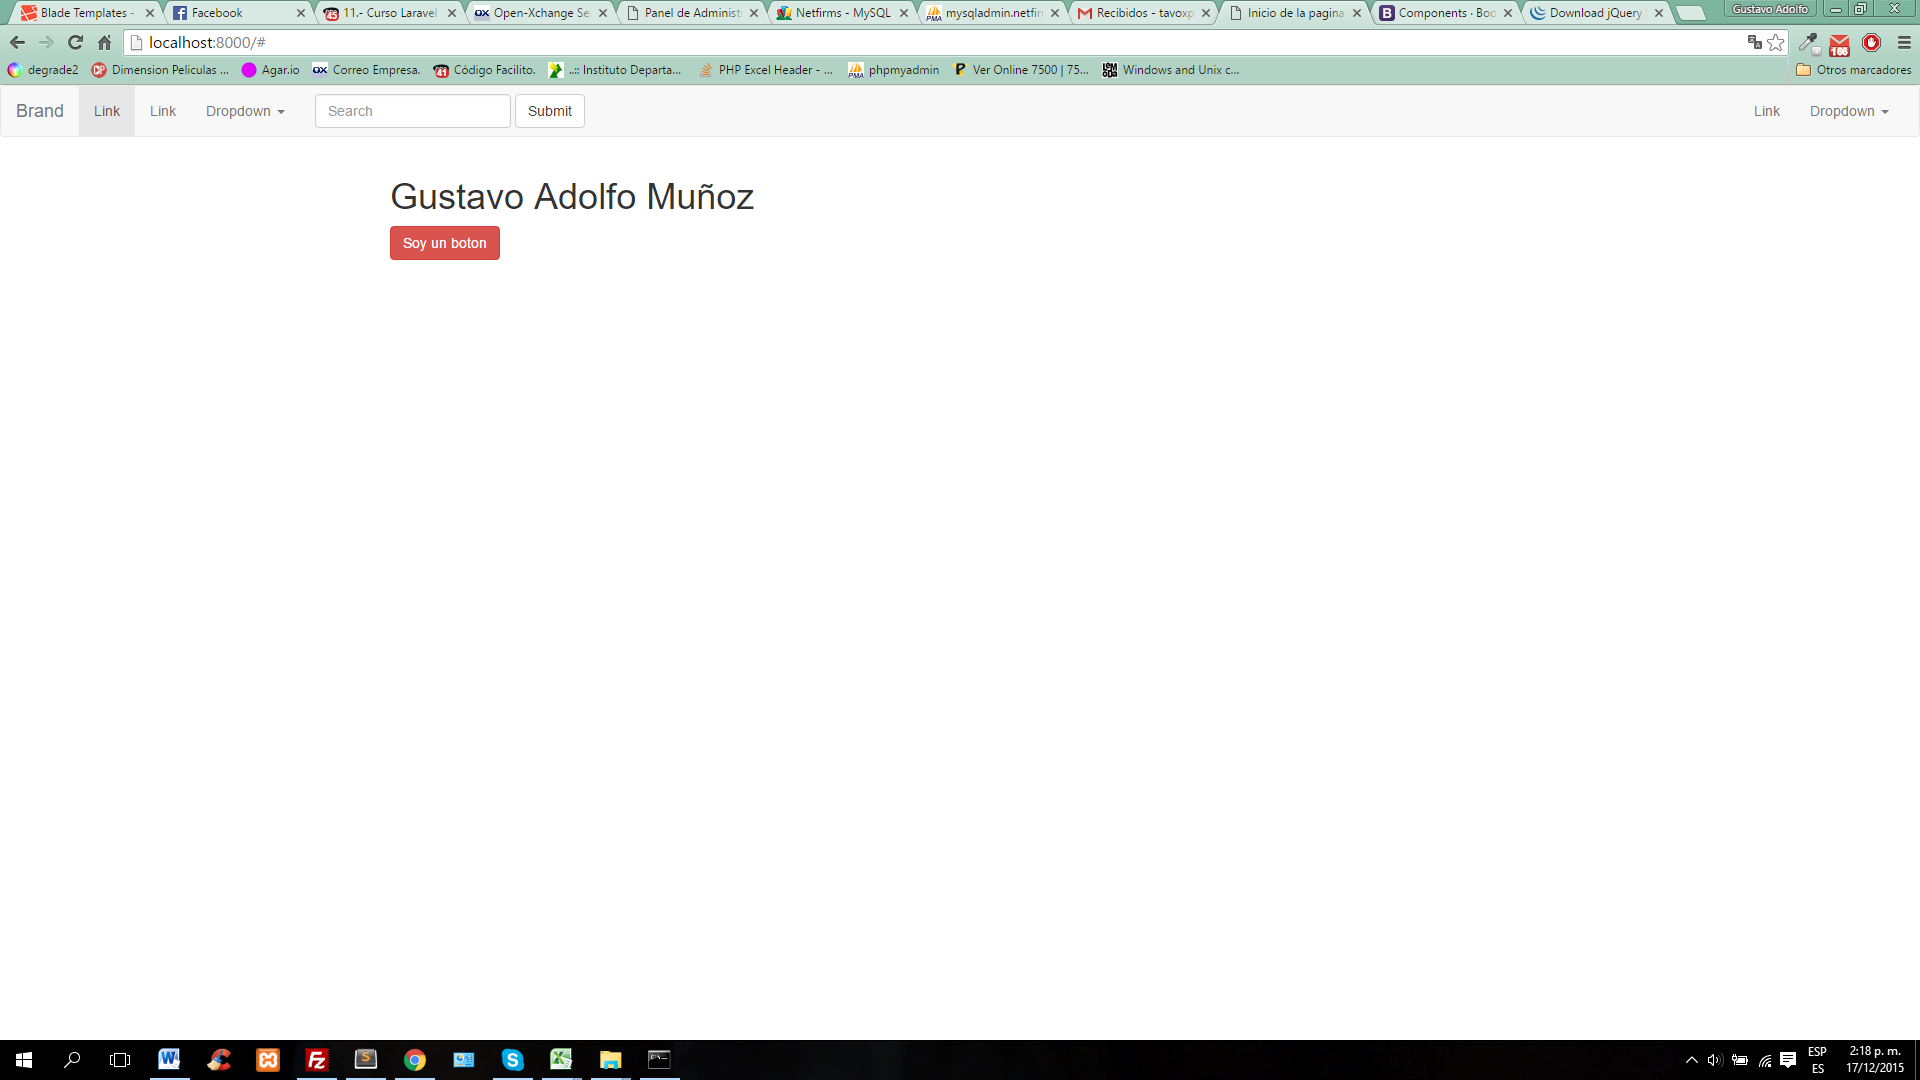 Blade Templates - Facebook 11.- Curso Laravel Open-Xchange Se Panel de Administ Netfirms - MySQL mysqladmin.netfir Recibidos - tavoxp Inicio de la pagina Components · Boo Download jQuery Gustavo Adolfo
localhost:8000/# 166
degrade2 Dimension Peliculas ... Agar.io Correo Empresa. Código Facilito. ..:: Instituto Departa... PHP Excel Header - ... phpmyadmin Ver Online 7500 | 75... Windows and Unix c... Otros marcadores
Brand Link Link Dropdown Search Submit Link Dropdown
Gustavo Adolfo Muñoz
Soy un boton
ESP 2:18 p. m.
ES 17/12/2015